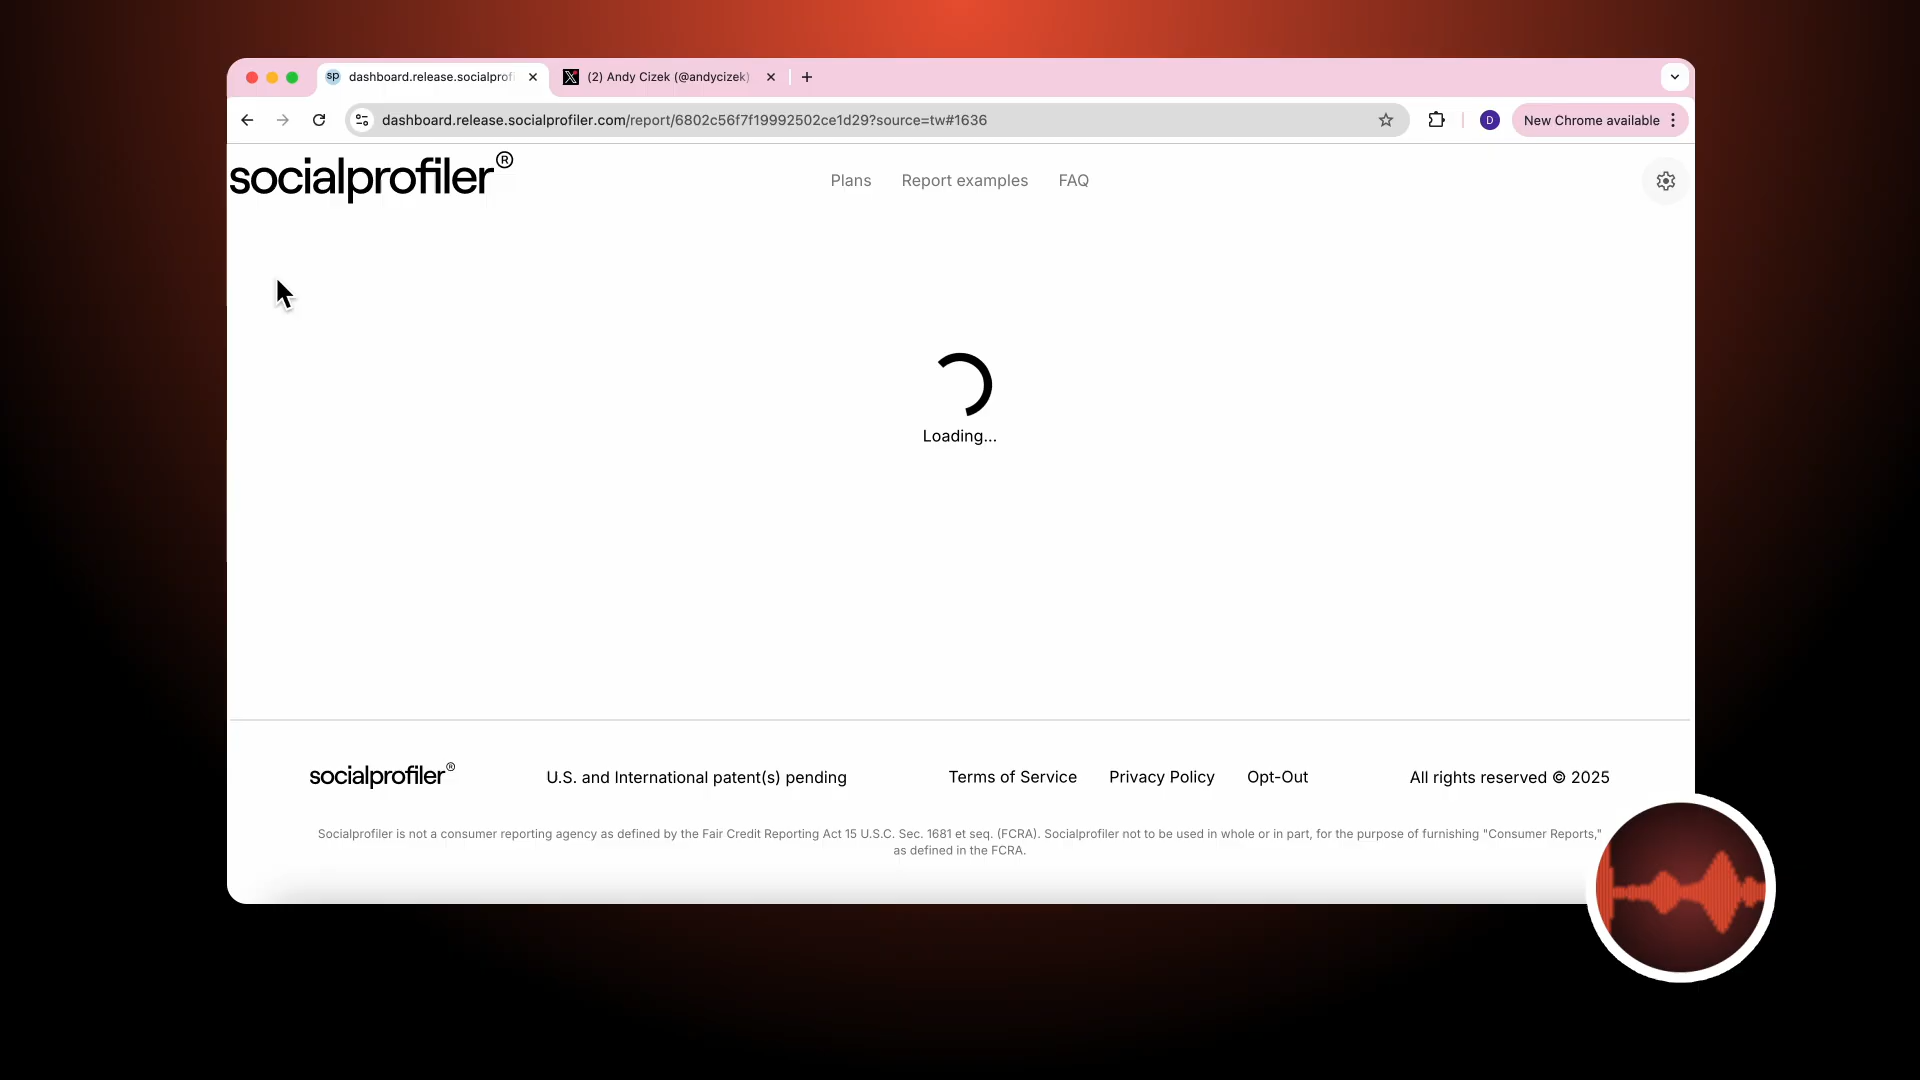 sp dashboard.release.socialprofi
(2) Andy Cizek (@andycizek)
dashboard.release.socialprofiler.com/report/6802c56f7f19992502ce1d29?source=tw#1636
D
New Chrome available
socialprofiler®
Plans
Report examples
FAQ
Loading...
socialprofiler®
U.S. and International patent(s) pending
Terms of Service
Privacy Policy
Opt-Out
All rights reserved © 2025
Socialprofiler is not a consumer reporting agency as defined by the Fair Credit Reporting Act 15 U.S.C. Sec. 1681 et seq. (FCRA). Socialprofiler not to be used in whole or in part, for the purpose of furnishing "Consumer Reports,"
as defined in the FCRA.